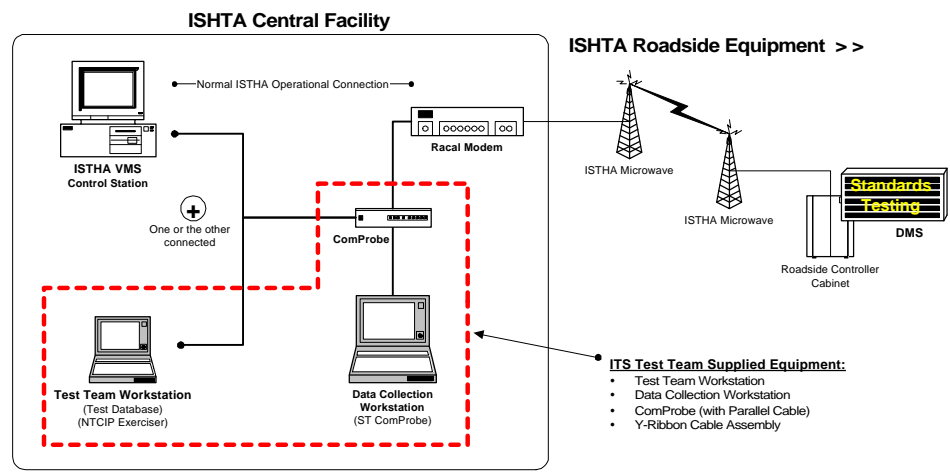 ISHTA Central Facility
ISHTA Roadside Equipment > >
Normal ISTHA Operational Connection
ISTHA VMS
Control Station
Racal Modem
ISTHA Microwave
ISTHA Microwave
Standards
Testing
DMS
Roadside Controller
Cabinet
+
One or the other
connected
ComProbe
Test Team Workstation
(Test Database)
(NTCIP Exerciser)
Data Collection
Workstation
(ST ComProbe)
ITS Test Team Supplied Equipment:
• Test Team Workstation
• Data Collection Workstation
• ComProbe (with Parallel Cable)
• Y-Ribbon Cable Assembly